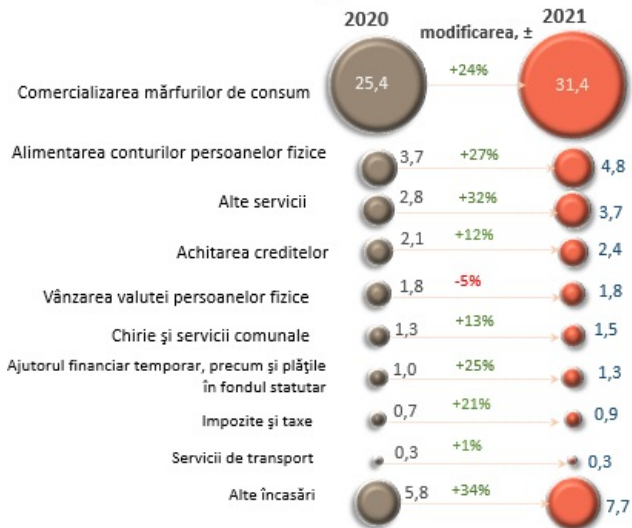 2020
modificarea, ±
2021
Comercializarea mărfurilor de consum 25,4 +24% 31,4
Alimentarea conturilor persoanelor fizice 3,7 +27% 4,8
Alte servicii 2,8 +32% 3,7
Achitarea creditelor 2,1 +12% 2,4
Vânzarea valutei persoanelor fizice 1,8 -5% 1,8
Chirie și servicii comunale 1,3 +13% 1,5
Ajutorul financiar temporar, precum și plățile
în fondul statutar 1,0 +25% 1,3
Impozite și taxe 0,7 +21% 0,9
Servicii de transport 0,3 +1% 0,3
Alte încasări 5,8 +34% 7,7